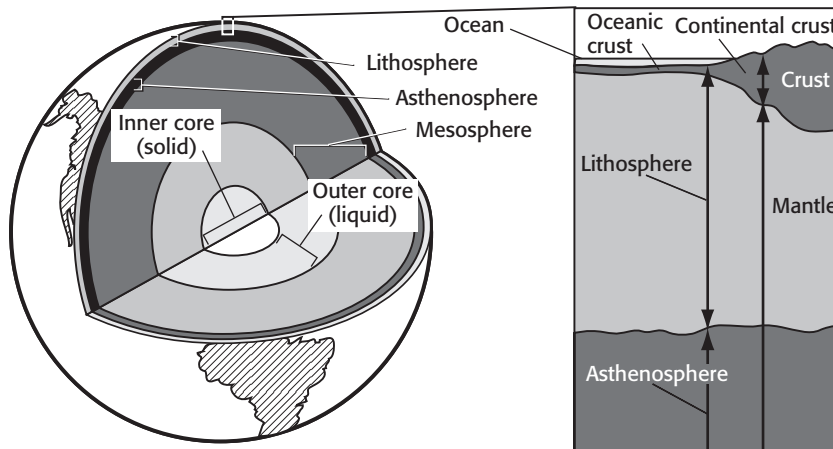 Ocean
Oceanic
crust
Continental crust
Lithosphere
Asthenosphere
Mesosphere
Inner core
(solid)
Outer core
(liquid)
Crust
Lithosphere
Mantle
Asthenosphere